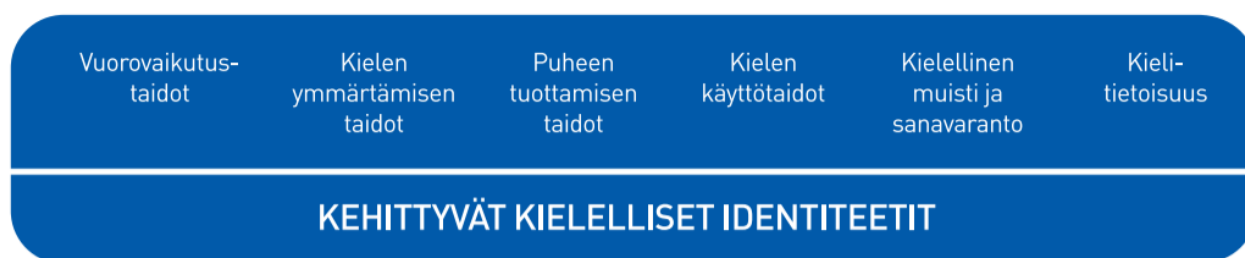 Vuorovaikutus-
taidot
Kielen
ymmärtämisen
taidot
Puheen
tuottamisen
taidot
Kielen
käyttötaidot
Kielellinen
muisti ja
sanavaranto
Kieli-
tietoisuus
KEHITTYVÄT KIELELLISET IDENTITEETIT